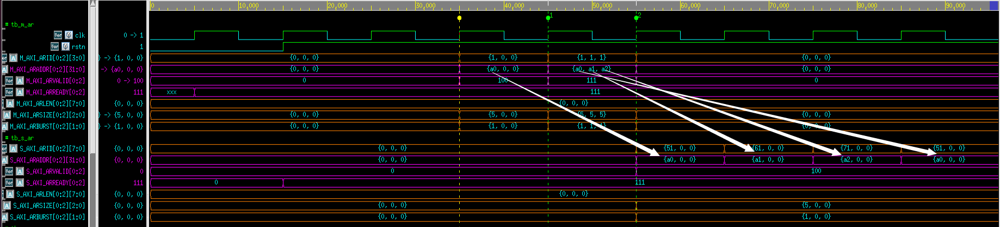 0 10,000 20,000 30,000 40,000 50,000 60,000 70,000 80,000 90,000
1 2
= tb_m_ar
Ver clk 0 -> 1
Ver rstn 1
er A M_AXI_ARID[0:2][3:0] } -> {1, 0, 0} {0, 0, 0} {1, 0, 0} {1, 1, 1} {0, 0, 0}
A M_AXI_ARADDR[0:2][31:0] -> {a0, 0, 0} {0, 0, 0} {a0, 0, 0} {a0, a1, a2} {0, 0, 0}
Ver A M_AXI_ARVALID[0:2] 0 -> 100 0 100 111 0
Ver A M_AXI_ARREADY[0:2] 111 xxx 111
A M_AXI_ARLEN[0:2][7:0] {0, 0, 0} {0, 0, 0}
A M_AXI_ARSIZE[0:2][2:0] } -> {5, 0, 0} {0, 0, 0} {5, 0, 0} {5, 5, 5} {0, 0, 0}
A M_AXI_ARBURST[0:2][1:0] } -> {1, 0, 0} {0, 0, 0} {1, 0, 0} {1, 1, 1} {0, 0, 0}
= tb_s_ar
er A S_AXI_ARID[0:2][7:0] {0, 0, 0} {0, 0, 0} {51, 0, 0} {61, 0, 0} {71, 0, 0} {51, 0, 0}
A S_AXI_ARADDR[0:2][31:0] {0, 0, 0} {0, 0, 0} {a0, 0, 0} {a1, 0, 0} {a2, 0, 0} {a0, 0, 0}
Ver A S_AXI_ARVALID[0:2] 0 0 100
Ver A S_AXI_ARREADY[0:2] 111 0 111
A S_AXI_ARLEN[0:2][7:0] {0, 0, 0} {0, 0, 0}
A S_AXI_ARSIZE[0:2][2:0] {0, 0, 0} {0, 0, 0} {5, 0, 0}
A S_AXI_ARBURST[0:2][1:0] {0, 0, 0} {0, 0, 0} {1, 0, 0}